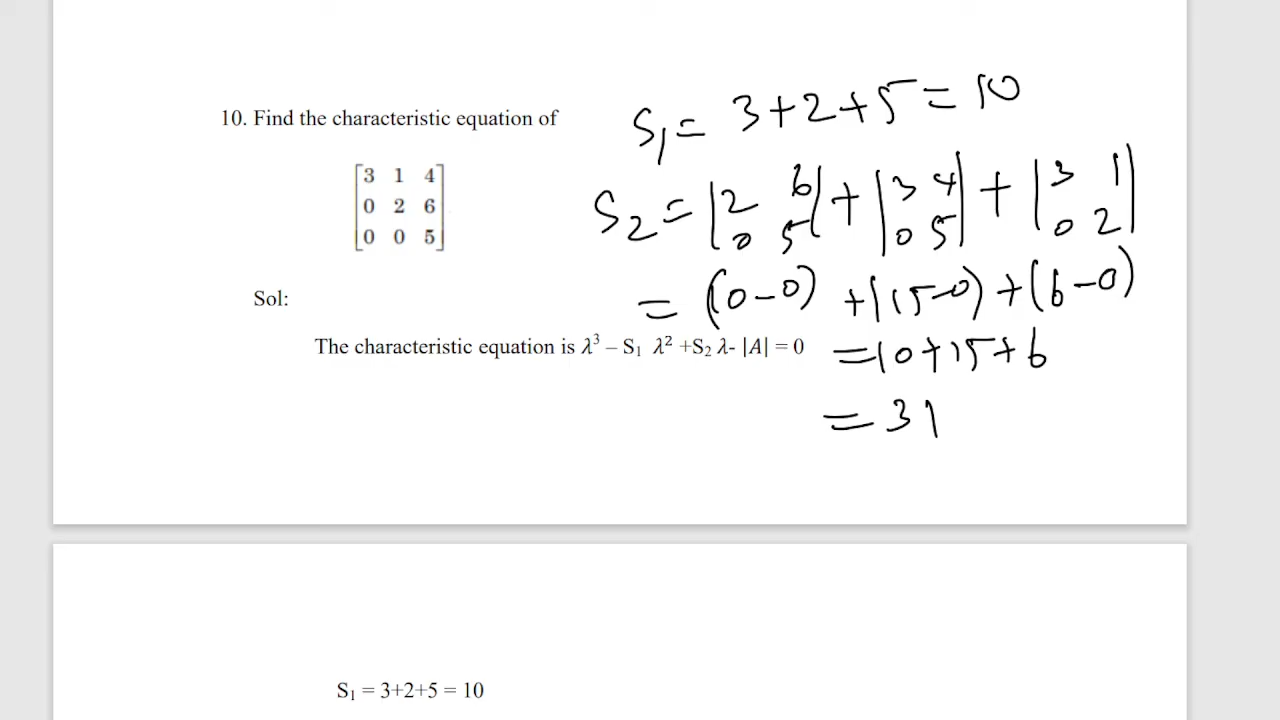 10. Find the characteristic equation of
3 1 4
0 2 6
0 0 5
Sol:
The characteristic equation is λ³ – S₁ λ² +S₂ λ- |A| = 0
S₁ = 3+2+5 = 10
S₂ = |2 6| + |3 4| + |3 1|
|0 5| |0 5| |0 2|
= (10-0) + (15-0) + (6-0)
= 10+15+6
= 31
S₁ = 3+2+5 = 10